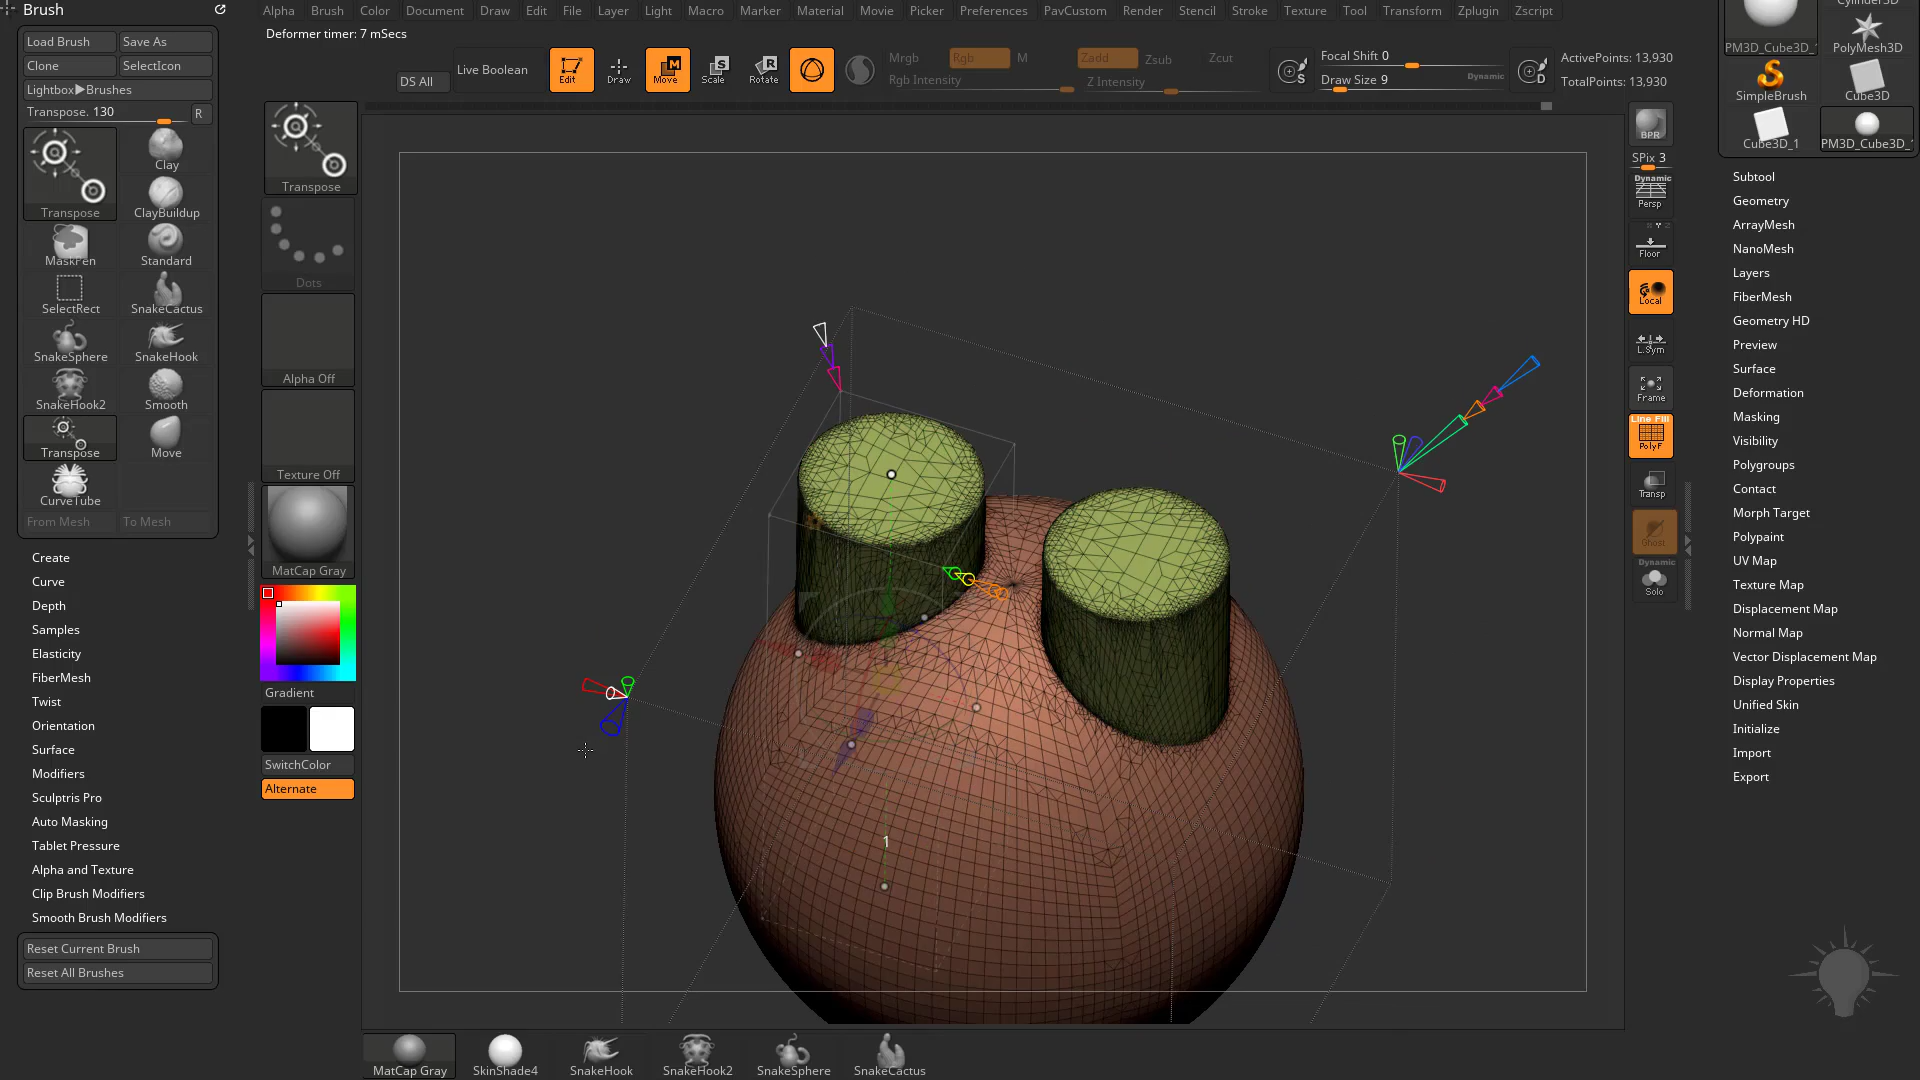 Brush
Load Brush
Save As
Clone
SelectIcon
Lightbox▶Brushes
Transpose. 130
R
Transpose
Clay
ClayBuildup
MaskPen
Standard
SelectRect
SnakeCactus
SnakeSphere
SnakeHook
SnakeHook2
Smooth
Transpose
Move
CurveTube
From Mesh
To Mesh
Create
Curve
Depth
Samples
Elasticity
FiberMesh
Twist
Orientation
Surface
Modifiers
Sculptris Pro
Auto Masking
Tablet Pressure
Alpha and Texture
Clip Brush Modifiers
Smooth Brush Modifiers
Reset Current Brush
Reset All Brushes
Alpha
Brush
Color
Document
Draw
Edit
File
Layer
Light
Macro
Marker
Material
Movie
Picker
Preferences
PavCustom
Render
Stencil
Stroke
Texture
Tool
Transform
Zplugin
Zscript
Deformer timer: 7 mSecs
DS All
Live Boolean
Edit
Draw
Move
Scale
Rotate
Mrgb
Rgb
M
Rgb Intensity
Zadd
Zsub
Zcut
Z Intensity
S
Focal Shift 0
Draw Size 9
Dynamic
D
ActivePoints: 13,930
TotalPoints: 13,930
Transpose
Dots
Alpha Off
Texture Off
MatCap Gray
Gradient
SwitchColor
Alternate
1
MatCap Gray
SkinShade4
SnakeHook
SnakeHook2
SnakeSphere
SnakeCactus
BPR
SPix 3
Dynamic
Persp
Floor
Local
L.Sym
Frame
Line Fill
PolyF
Transp
Ghost
Dynamic
Solo
Cylinder3D
PM3D_Cube3D_1
PolyMesh3D
SimpleBrush
Cube3D
Cube3D_1
PM3D_Cube3D_
Subtool
Geometry
ArrayMesh
NanoMesh
Layers
FiberMesh
Geometry HD
Preview
Surface
Deformation
Masking
Visibility
Polygroups
Contact
Morph Target
Polypaint
UV Map
Texture Map
Displacement Map
Normal Map
Vector Displacement Map
Display Properties
Unified Skin
Initialize
Import
Export